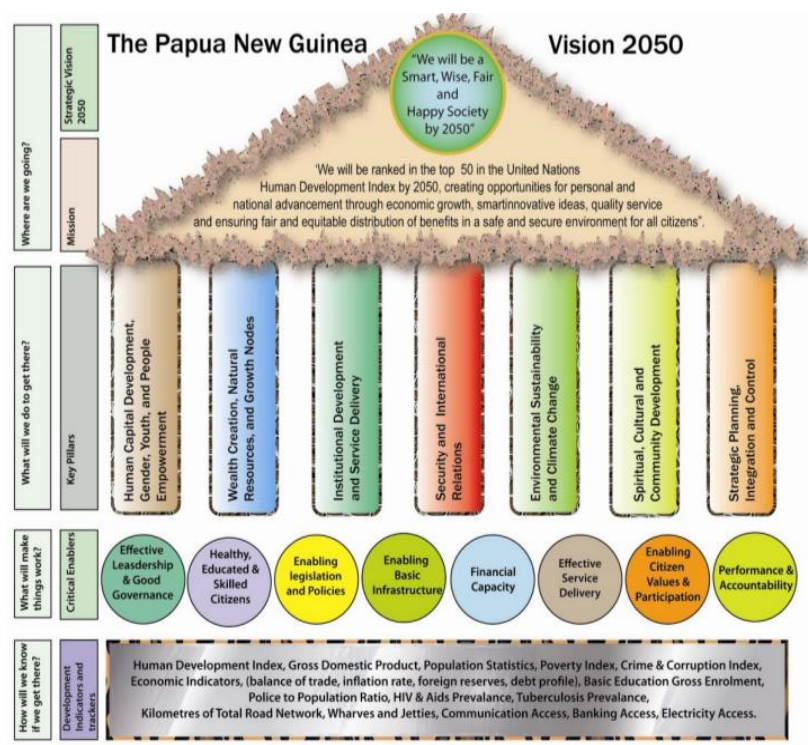 The Papua New Guinea Vision 2050
Where are we going?
Strategic Vision
2050
"We will be a
Smart, Wise, Fair
and
Happy Society
by 2050"
Mission
'We will be ranked in the top 50 in the United Nations
Human Development Index by 2050, creating opportunities for personal and
national advancement through economic growth, smartinnovative ideas, quality service
and ensuring fair and equitable distribution of benefits in a safe and secure environment for all citizens".
What will we do to get there?
Key Pillars
Human Capital Development,
Gender, Youth, and People
Empowerment
Wealth Creation, Natural
Resources, and Growth Nodes
Institutional Development
and Service Delivery
Security and International
Relations
Environmental Sustainability
and Climate Change
Spiritual, Cultural and
Community Development
Strategic Planning,
Integration and Control
What will make
things work?
Critical Enablers
Effective
Leasdership
& Good
Governance
Healthy,
Educated &
Skilled
Citizens
Enabling
legislation
and Policies
Enabling
Basic
Infrastructure
Financial
Capacity
Effective
Service
Delivery
Enabling
Citizen
Values &
Participation
Performance &
Accountability
How will we know
if we get there?
Development
Indicators and
trackers
Human Development Index, Gross Domestic Product, Population Statistics, Poverty Index, Crime & Corruption Index,
Economic Indicators, (balance of trade, inflation rate, foreign reserves, debt profile), Basic Education Gross Enrolment,
Police to Population Ratio, HIV & Aids Prevalance, Tuberculosis Prevalance,
Kilometres of Total Road Network, Wharves and Jetties, Communication Access, Banking Access, Electricity Access.